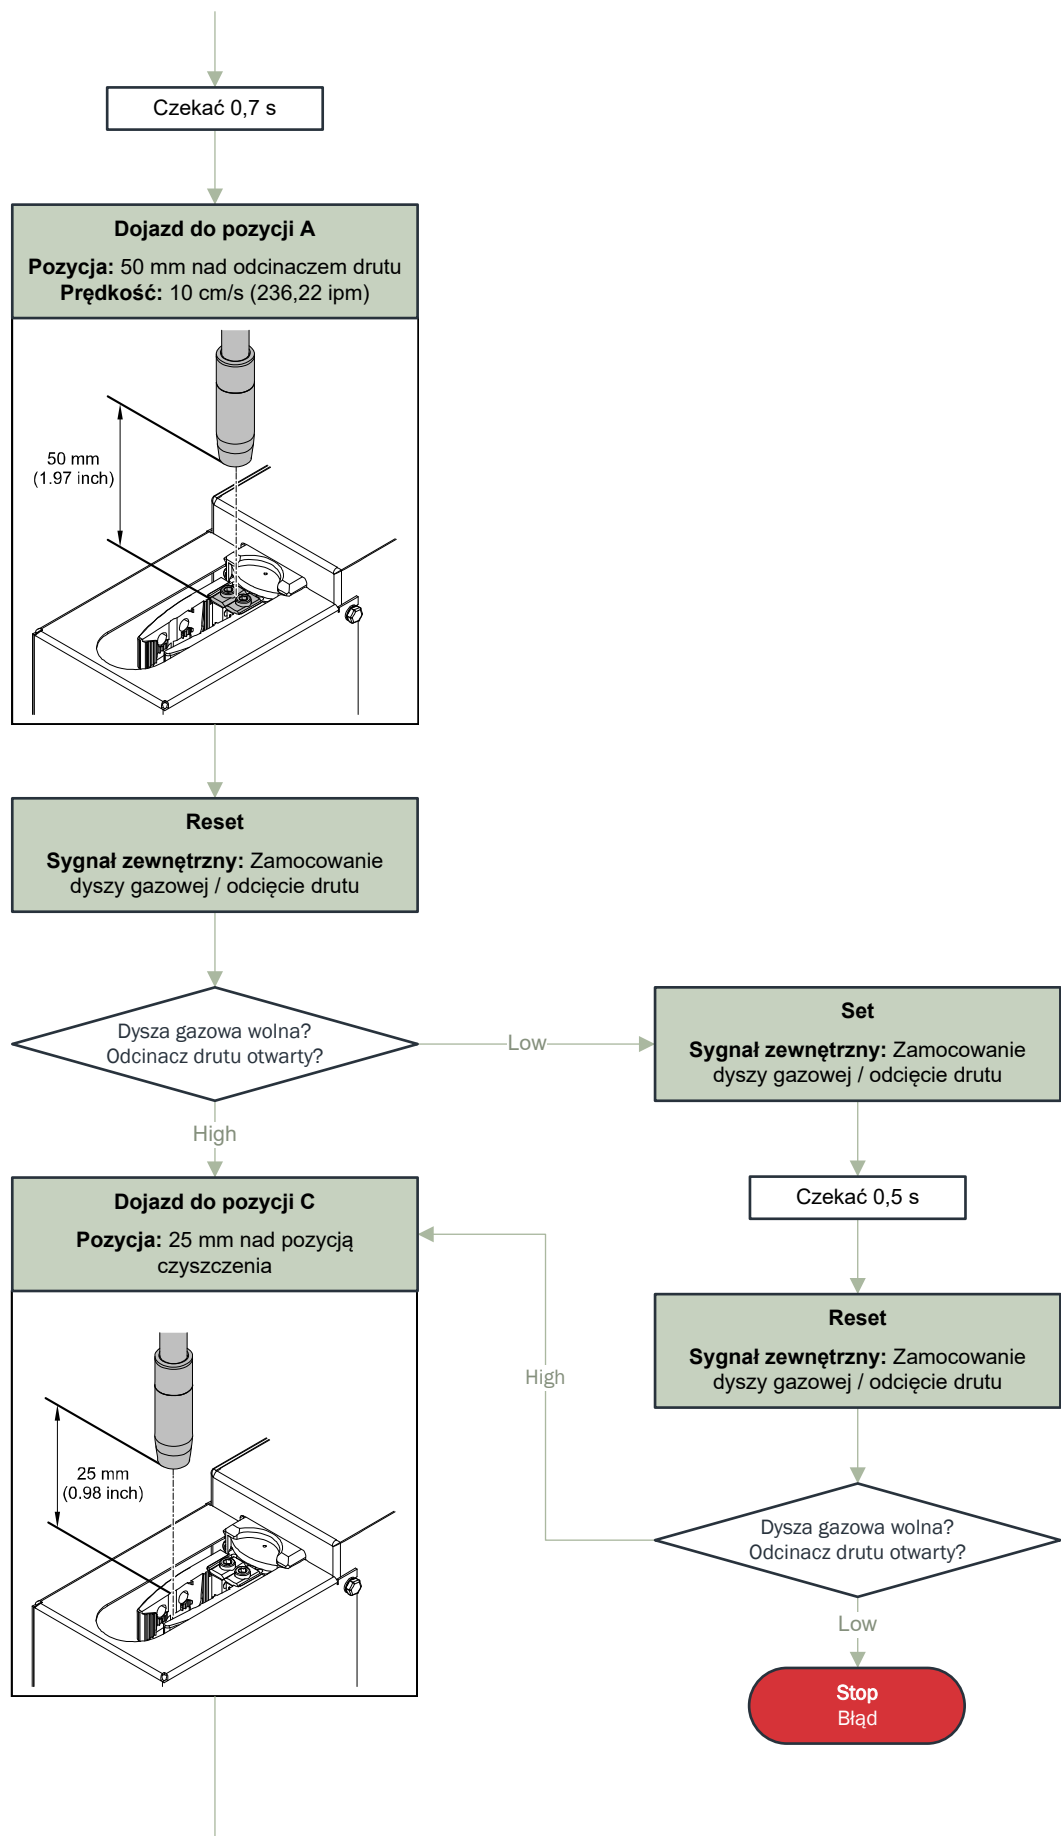 Czekać 0,7 s
Dojazd do pozycji A
Pozycja: 50 mm nad odcinaczem drutu
Prędkość: 10 cm/s (236,22 ipm)
50 mm
(1.97 inch)
Reset
Sygnał zewnętrzny: Zamocowanie
dyszy gazowej / odcięcie drutu
Dysza gazowa wolna?
Odcinacz drutu otwarty?
Low
Set
Sygnał zewnętrzny: Zamocowanie
dyszy gazowej / odcięcie drutu
High
Czekać 0,5 s
Dojazd do pozycji C
Pozycja: 25 mm nad pozycją
czyszczenia
Reset
Sygnał zewnętrzny: Zamocowanie
dyszy gazowej / odcięcie drutu
High
25 mm
(0.98 inch)
Dysza gazowa wolna?
Odcinacz drutu otwarty?
Low
Stop
Błąd